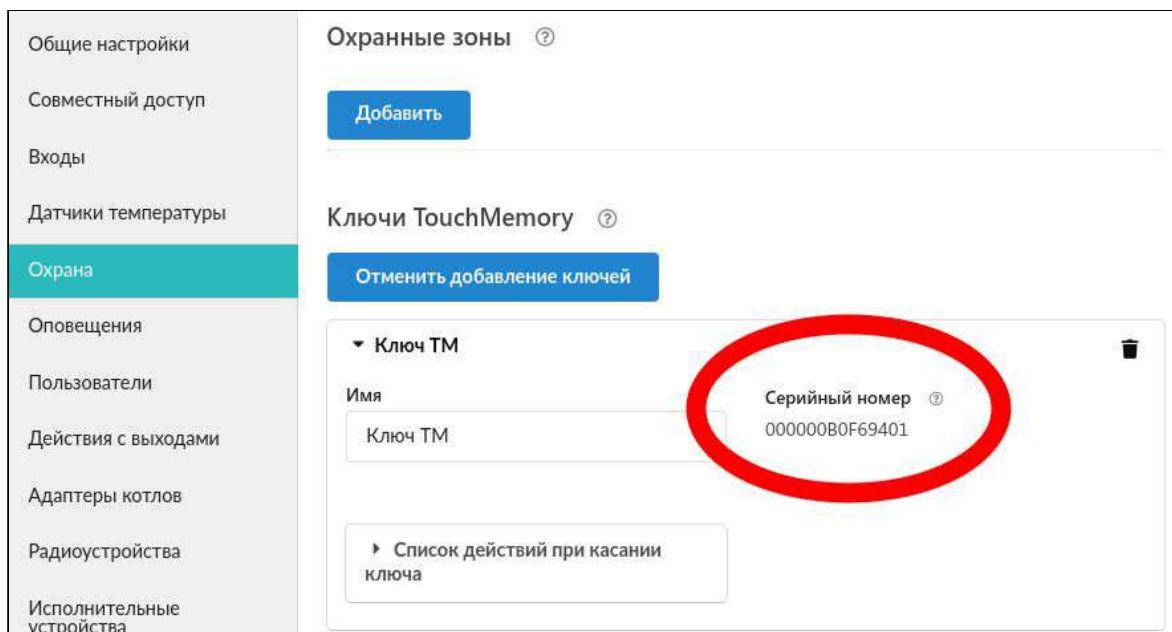 Общие настройки
Совместный доступ
Входы
Датчики температуры
Охрана
Оповещения
Пользователи
Действия с выходами
Адаптеры котлов
Радиоустройства
Исполнительные
устройства
Охранные зоны ?
Добавить
Ключи TouchMemory ?
Отменить добавление ключей
Ключ ТМ
Имя
Ключ ТМ
Серийный номер ?
000000B0F69401
Список действий при касании
ключа